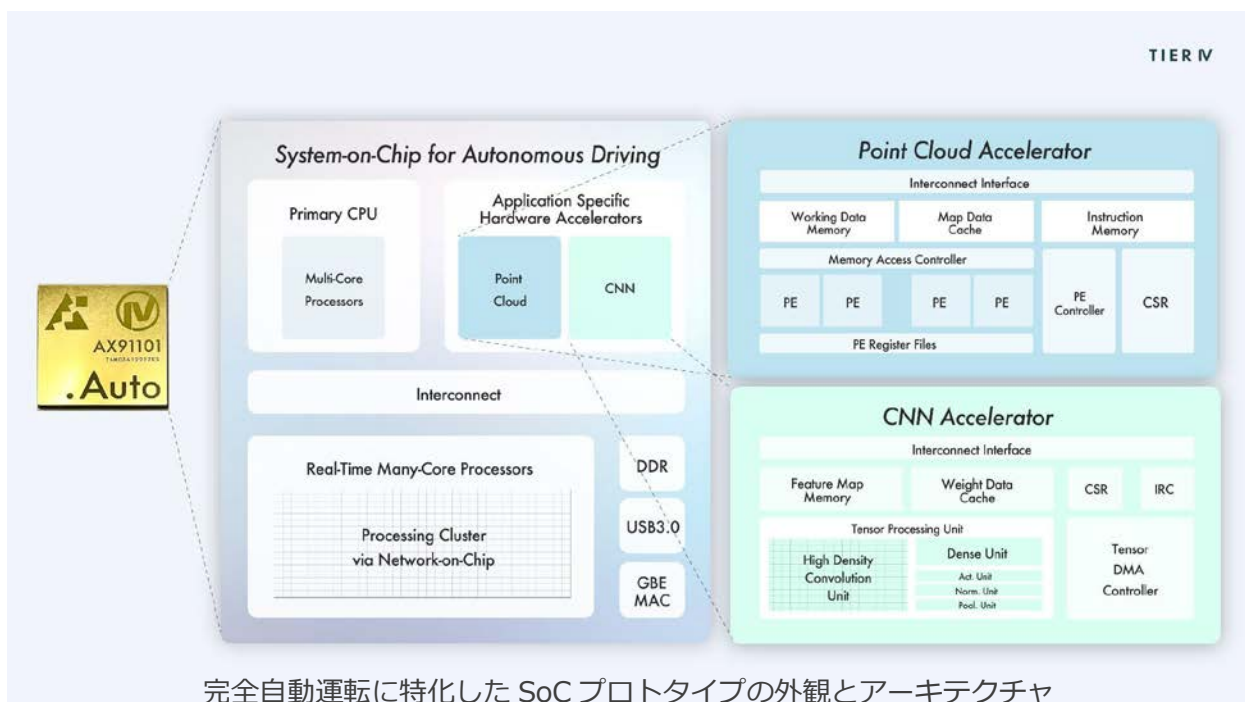 TIER IV
System-on-Chip for Autonomous Driving
Primary CPU
Multi-Core
Processors
Application Specific
Hardware Accelerators
Point
Cloud
CNN
Interconnect
Real-Time Many-Core Processors
Processing Cluster
via Network-on-Chip
DDR
USB3.0
GBE
MAC
AX91101
.Auto
Point Cloud Accelerator
Interconnect Interface
Working Data
Memory
Map Data
Cache
Instruction
Memory
Memory Access Controller
PE
PE
PE
PE
PE
Controller
CSR
PE Register Files
CNN Accelerator
Interconnect Interface
Feature Map
Memory
Weight Data
Cache
CSR
IRC
Tensor Processing Unit
High Density
Convolution
Unit
Dense Unit
Act. Unit
Norm. Unit
Pool. Unit
Tensor
DMA
Controller
完全自動運転に特化した SoC プロトタイプの外観とアーキテクチャ